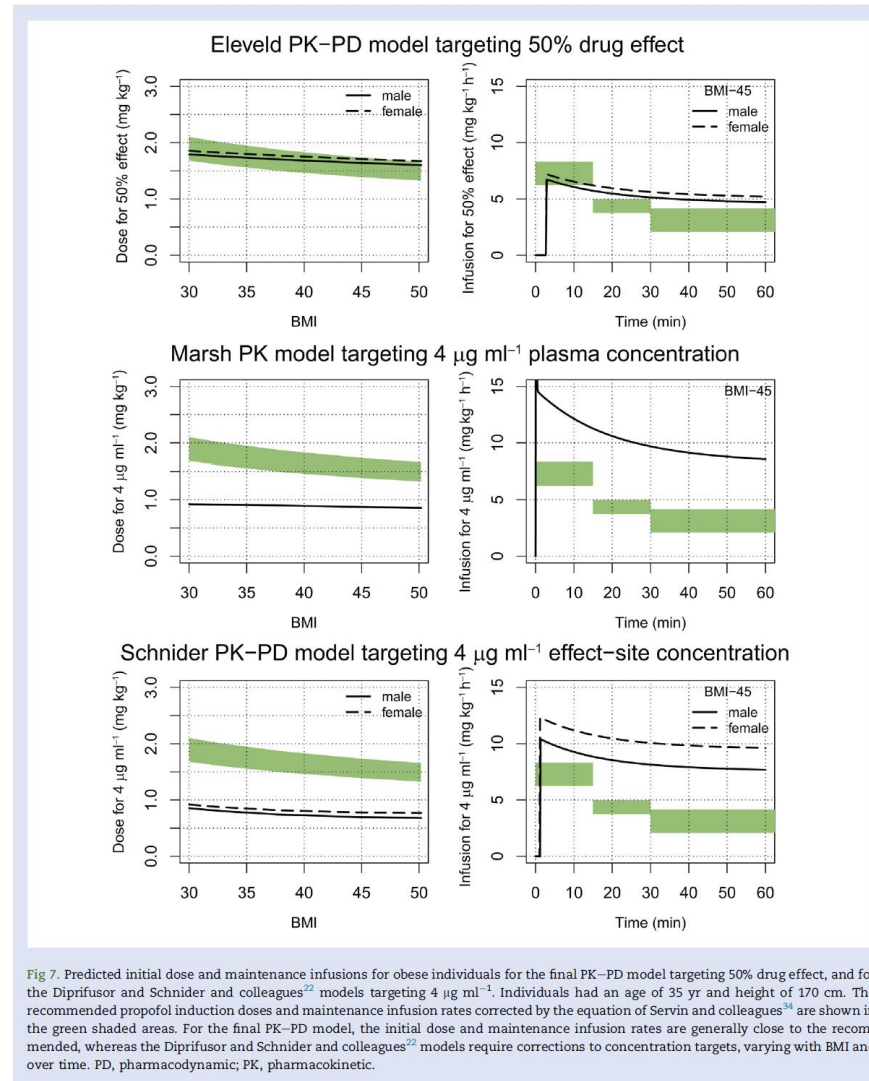 Eleveld PK–PD model targeting 50% drug effect
Dose for 50% effect (mg kg⁻¹)
3.0
2.0
1.0
0.0
male
female
30 35 40 45 50
BMI
Infusion for 50% effect (mg kg⁻¹ h⁻¹)
15
10
5
0
BMI–45
male
female
0 10 20 30 40 50 60
Time (min)
Marsh PK model targeting 4 μg ml⁻¹ plasma concentration
Dose for 4 μg ml⁻¹ (mg kg⁻¹)
3.0
2.0
1.0
0.0
30 35 40 45 50
BMI
Infusion for 4 μg ml⁻¹ (mg kg⁻¹ h⁻¹)
15
10
5
0
BMI–45
0 10 20 30 40 50 60
Time (min)
Schnider PK–PD model targeting 4 μg ml⁻¹ effect–site concentration
Dose for 4 μg ml⁻¹ (mg kg⁻¹)
3.0
2.0
1.0
0.0
male
female
30 35 40 45 50
BMI
Infusion for 4 μg ml⁻¹ (mg kg⁻¹ h⁻¹)
15
10
5
0
BMI–45
male
female
0 10 20 30 40 50 60
Time (min)
Fig 7. Predicted initial dose and maintenance infusions for obese individuals for the final PK–PD model targeting 50% drug effect, and fo
the Diprifusor and Schnider and colleagues²² models targeting 4 μg ml⁻¹. Individuals had an age of 35 yr and height of 170 cm. Th
recommended propofol induction doses and maintenance infusion rates corrected by the equation of Servin and colleagues³⁴ are shown i
the green shaded areas. For the final PK–PD model, the initial dose and maintenance infusion rates are generally close to the recom-
mended, whereas the Diprifusor and Schnider and colleagues²² models require corrections to concentration targets, varying with BMI an
over time. PD, pharmacodynamic; PK, pharmacokinetic.